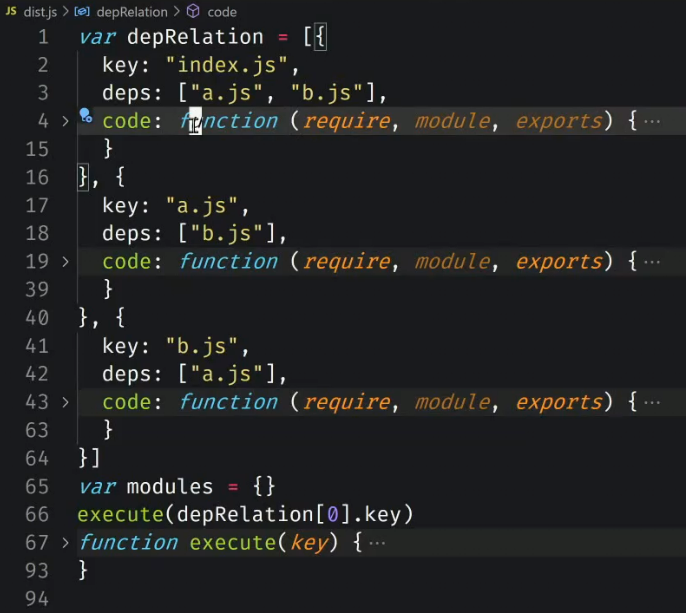 JS dist.js > depRelation > code
1 var depRelation = [{
2 key: "index.js",
3 deps: ["a.js", "b.js"],
4 > code: function (require, module, exports) { ···
15 }
16 }, {
17 key: "a.js",
18 deps: ["b.js"],
19 > code: function (require, module, exports) { ···
39 }
40 }, {
41 key: "b.js",
42 deps: ["a.js"],
43 > code: function (require, module, exports) { ···
63 }
64 }]
65 var modules = {}
66 execute(depRelation[0].key)
67 > function execute(key) { ···
93 }
94